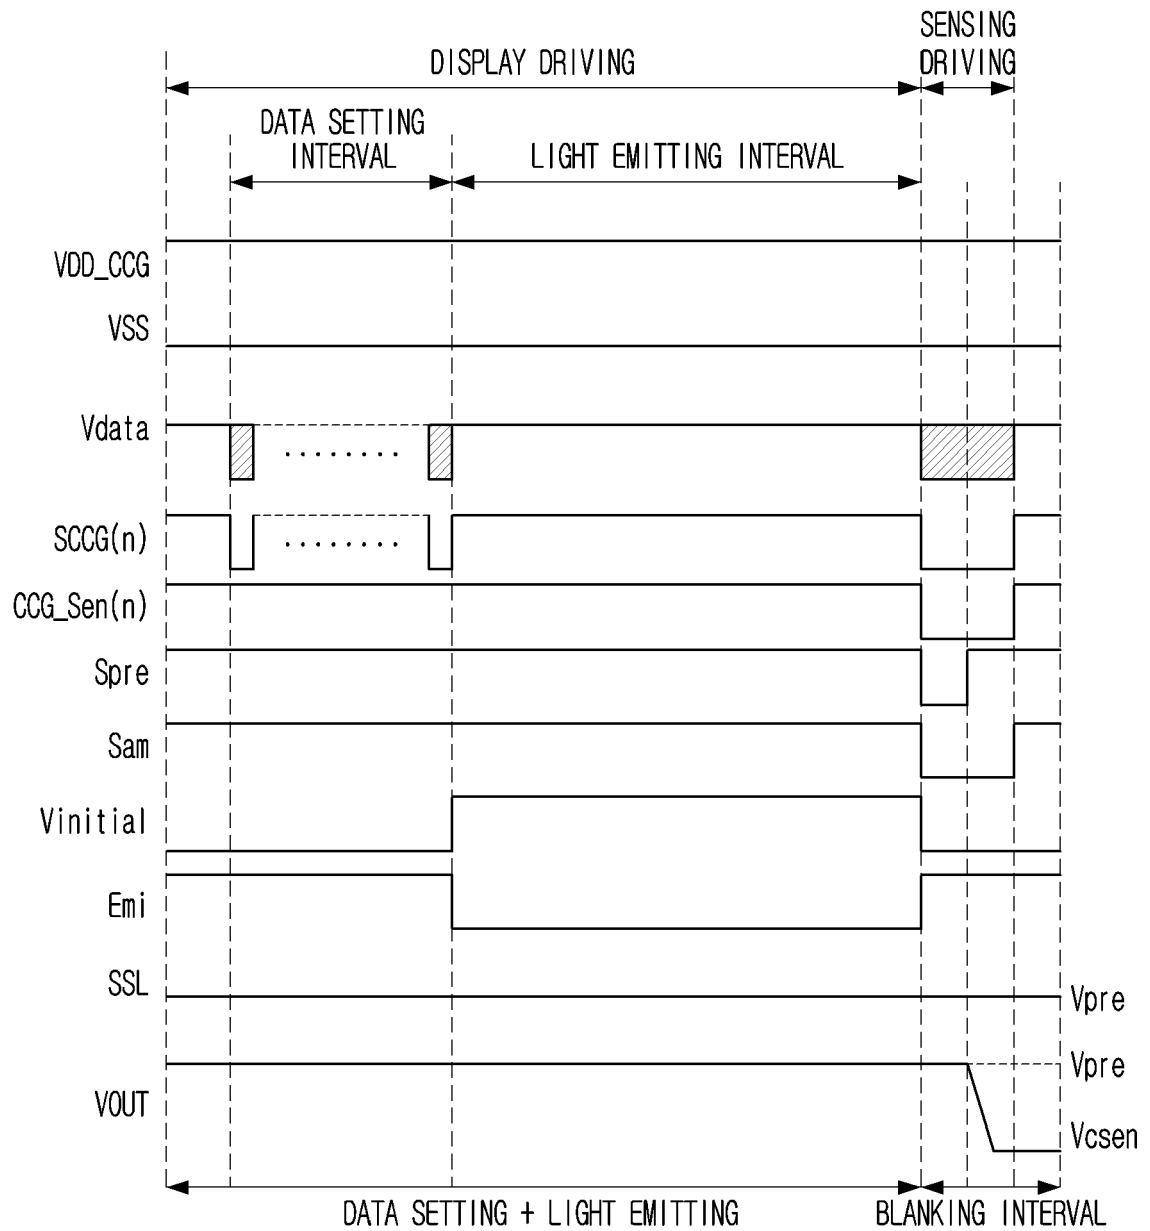 SENSING
DISPLAY DRIVING
DRIVING
DATA SETTING
INTERVAL
LIGHT EMITTING INTERVAL
VDD_CCG
VSS
Vdata
SCCG(n)
CCG_Sen(n)
Spre
Sam
Vinitial
Emi
SSL
Vpre
Vpre
VOUT
Vcsen
DATA SETTING + LIGHT EMITTING
BLANKING INTERVAL